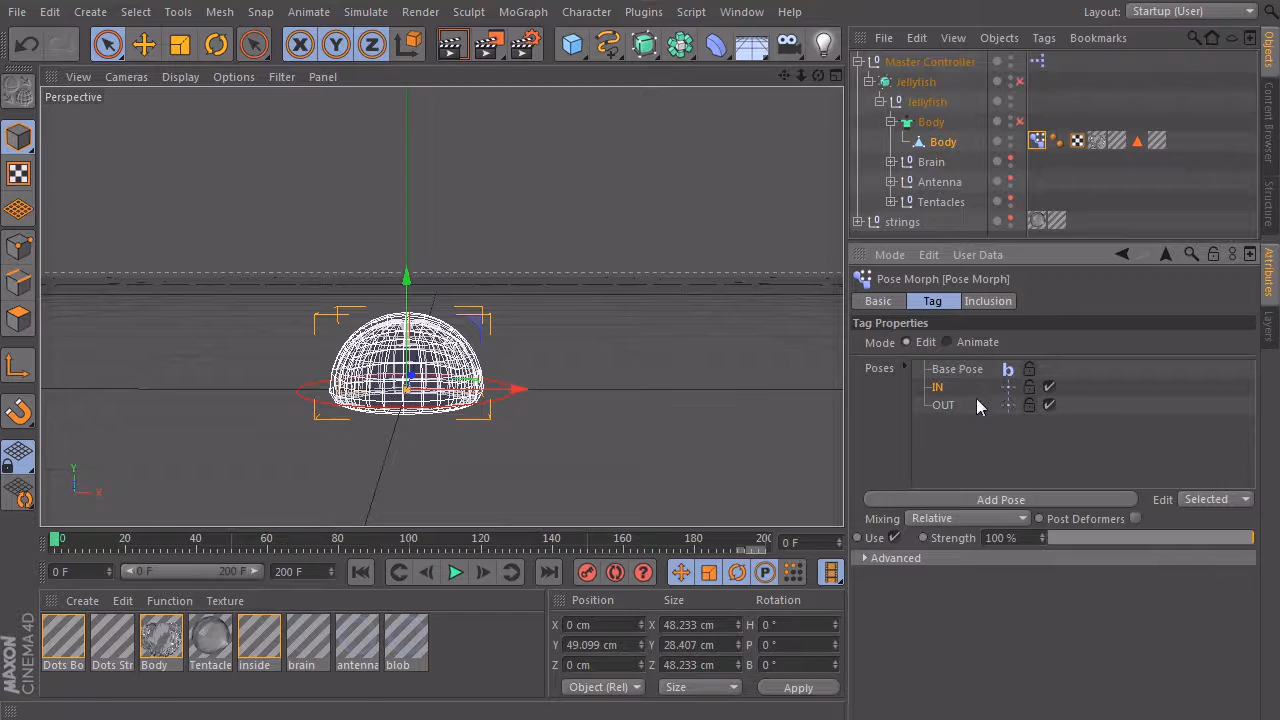 File Edit Create Select Tools Mesh Snap Animate Simulate Render Sculpt MoGraph Character Plugins Script Window Help Layout: Startup (User)
File Edit View Objects Tags Bookmarks
Master Controller
Jellyfish
Jellyfish
Body
Body
Brain
Antenna
Tentacles
strings
Objects
Content Browser
Structure
View Cameras Display Options Filter Panel
Perspective
Y
X
Mode Edit User Data
Pose Morph [Pose Morph]
Basic Tag Inclusion
Tag Properties
Mode Edit Animate
Poses
Base Pose
IN
OUT
Add Pose Edit Selected
Mixing Relative Post Deformers
Use Strength 100 %
Advanced
Attributes
Layers
0 20 40 60 80 100 120 140 160 180 20 0 F
0 F 0 F 200 F 200 F
Create Edit Function Texture
Dots Bo Dots Str Body Tentacle inside brain antenna blob
Position Size Rotation
X 0 cm X 48.233 cm H 0 °
Y 49.099 cm Y 28.407 cm P 0 °
Z 0 cm Z 48.233 cm B 0 °
Object (Rel) Size Apply
MAXON
CINEMA 4D